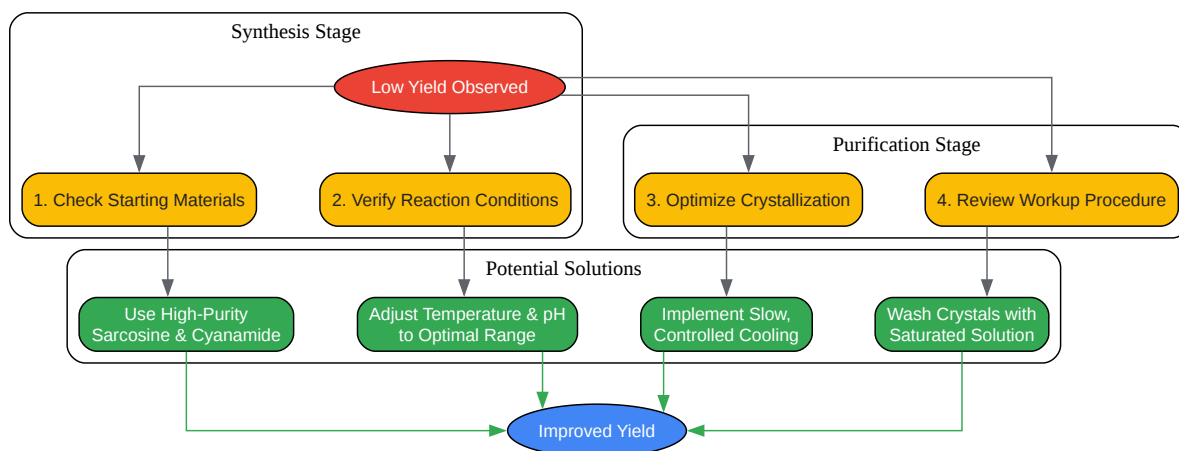 Synthesis Stage
Low Yield Observed
Purification Stage
1. Check Starting Materials
2. Verify Reaction Conditions
3. Optimize Crystallization
4. Review Workup Procedure
Potential Solutions
Use High-Purity
Sarcosine & Cyanamide
Adjust Temperature & pH
to Optimal Range
Implement Slow,
Controlled Cooling
Wash Crystals with
Saturated Solution
Improved Yield